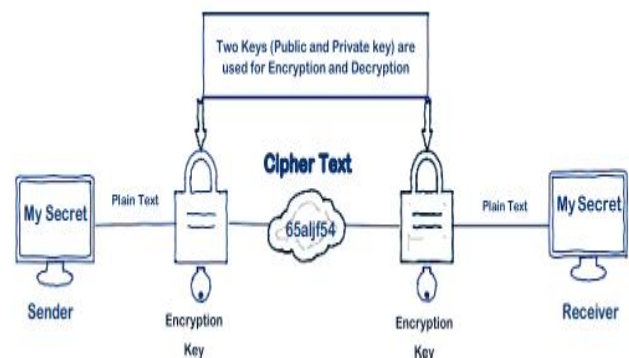 Two Keys (Public and Private key) are
used for Encryption and Decryption
Cipher Text
My Secret
Plain Text
65aljf54
Plain Text
My Secret
Sender
Encryption
Key
Encryption
Key
Receiver